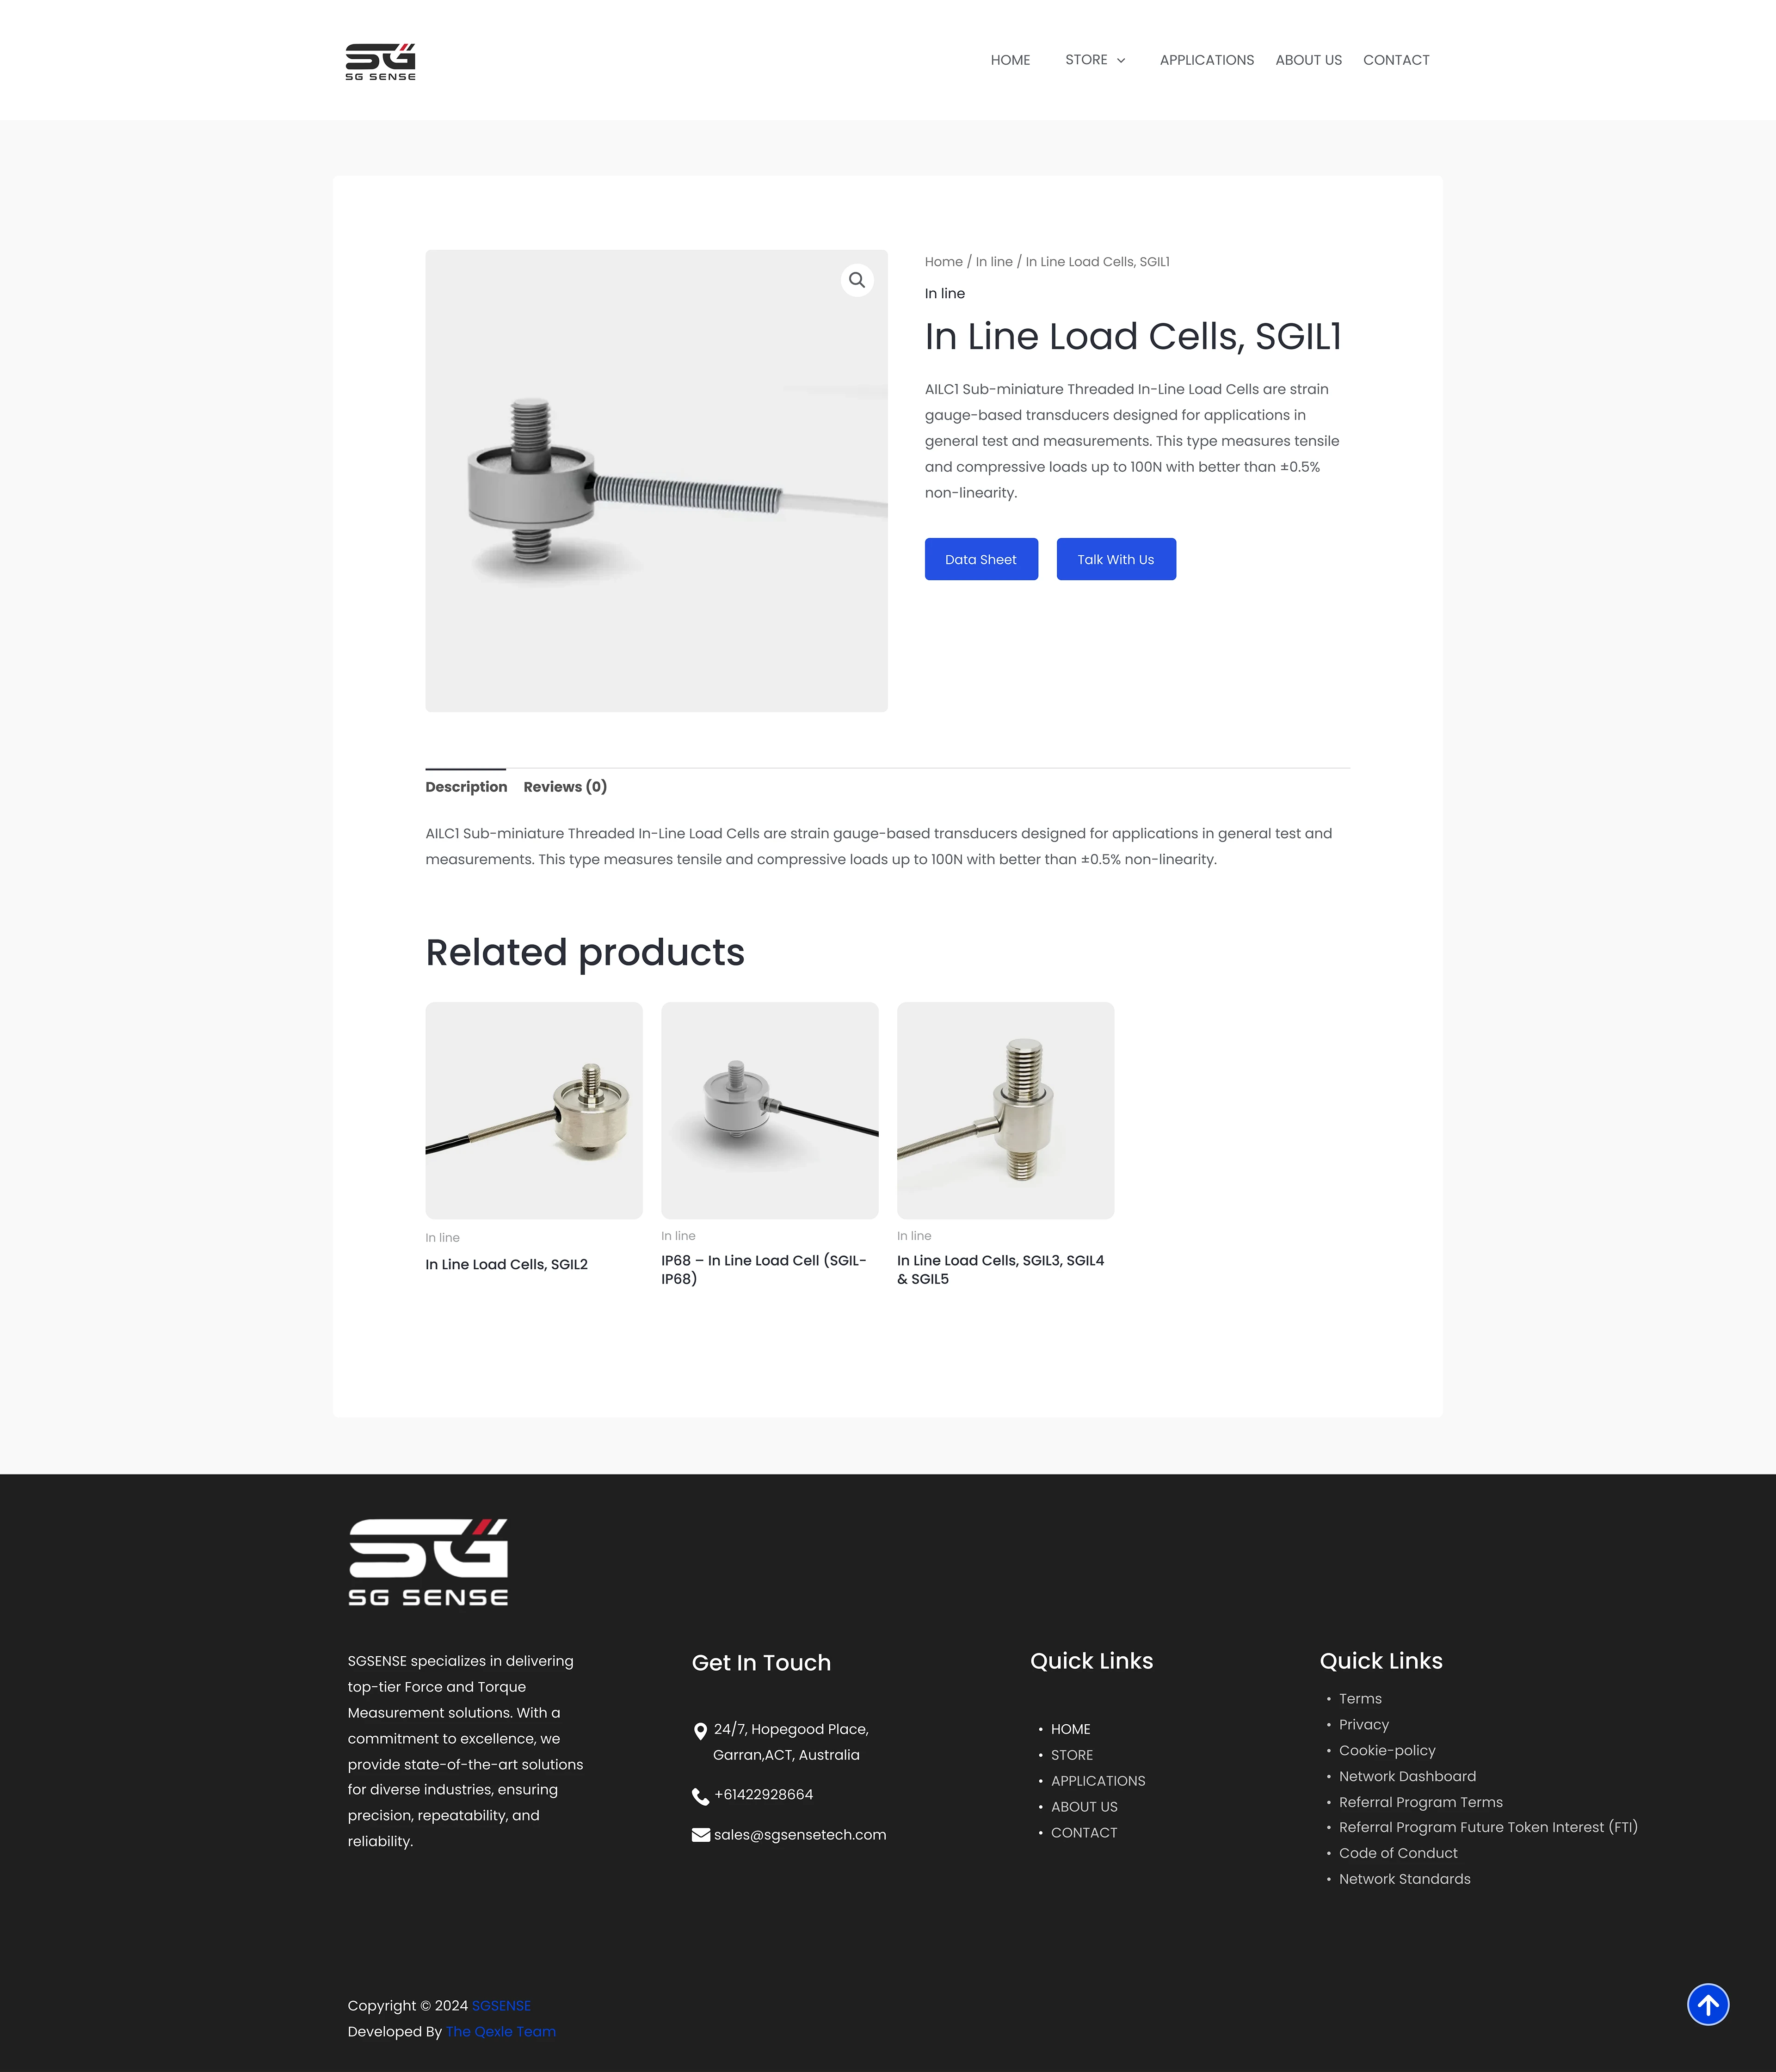 SG SENSE
HOME
STORE
APPLICATIONS
ABOUT US
CONTACT
Home / In line / In Line Load Cells, SGIL1
In line
In Line Load Cells, SGIL1
AILC1 Sub-miniature Threaded In-Line Load Cells are strain
gauge-based transducers designed for applications in
general test and measurements. This type measures tensile
and compressive loads up to 100N with better than ±0.5%
non-linearity.
Data Sheet
Talk With Us
Description
Reviews (0)
AILC1 Sub-miniature Threaded In-Line Load Cells are strain gauge-based transducers designed for applications in general test and
measurements. This type measures tensile and compressive loads up to 100N with better than ±0.5% non-linearity.
Related products
In line
In Line Load Cells, SGIL2
In line
IP68 – In Line Load Cell (SGIL-
IP68)
In line
In Line Load Cells, SGIL3, SGIL4
& SGIL5
SG SENSE
SGSENSE specializes in delivering
top-tier Force and Torque
Measurement solutions. With a
commitment to excellence, we
provide state-of-the-art solutions
for diverse industries, ensuring
precision, repeatability, and
reliability.
Get In Touch
24/7, Hopegood Place,
Garran,ACT, Australia
+61422928664
sales@sgsensetech.com
Quick Links
• HOME
• STORE
• APPLICATIONS
• ABOUT US
• CONTACT
Quick Links
• Terms
• Privacy
• Cookie-policy
• Network Dashboard
• Referral Program Terms
• Referral Program Future Token Interest (FTI)
• Code of Conduct
• Network Standards
Copyright © 2024 SGSENSE
Developed By The Qexle Team